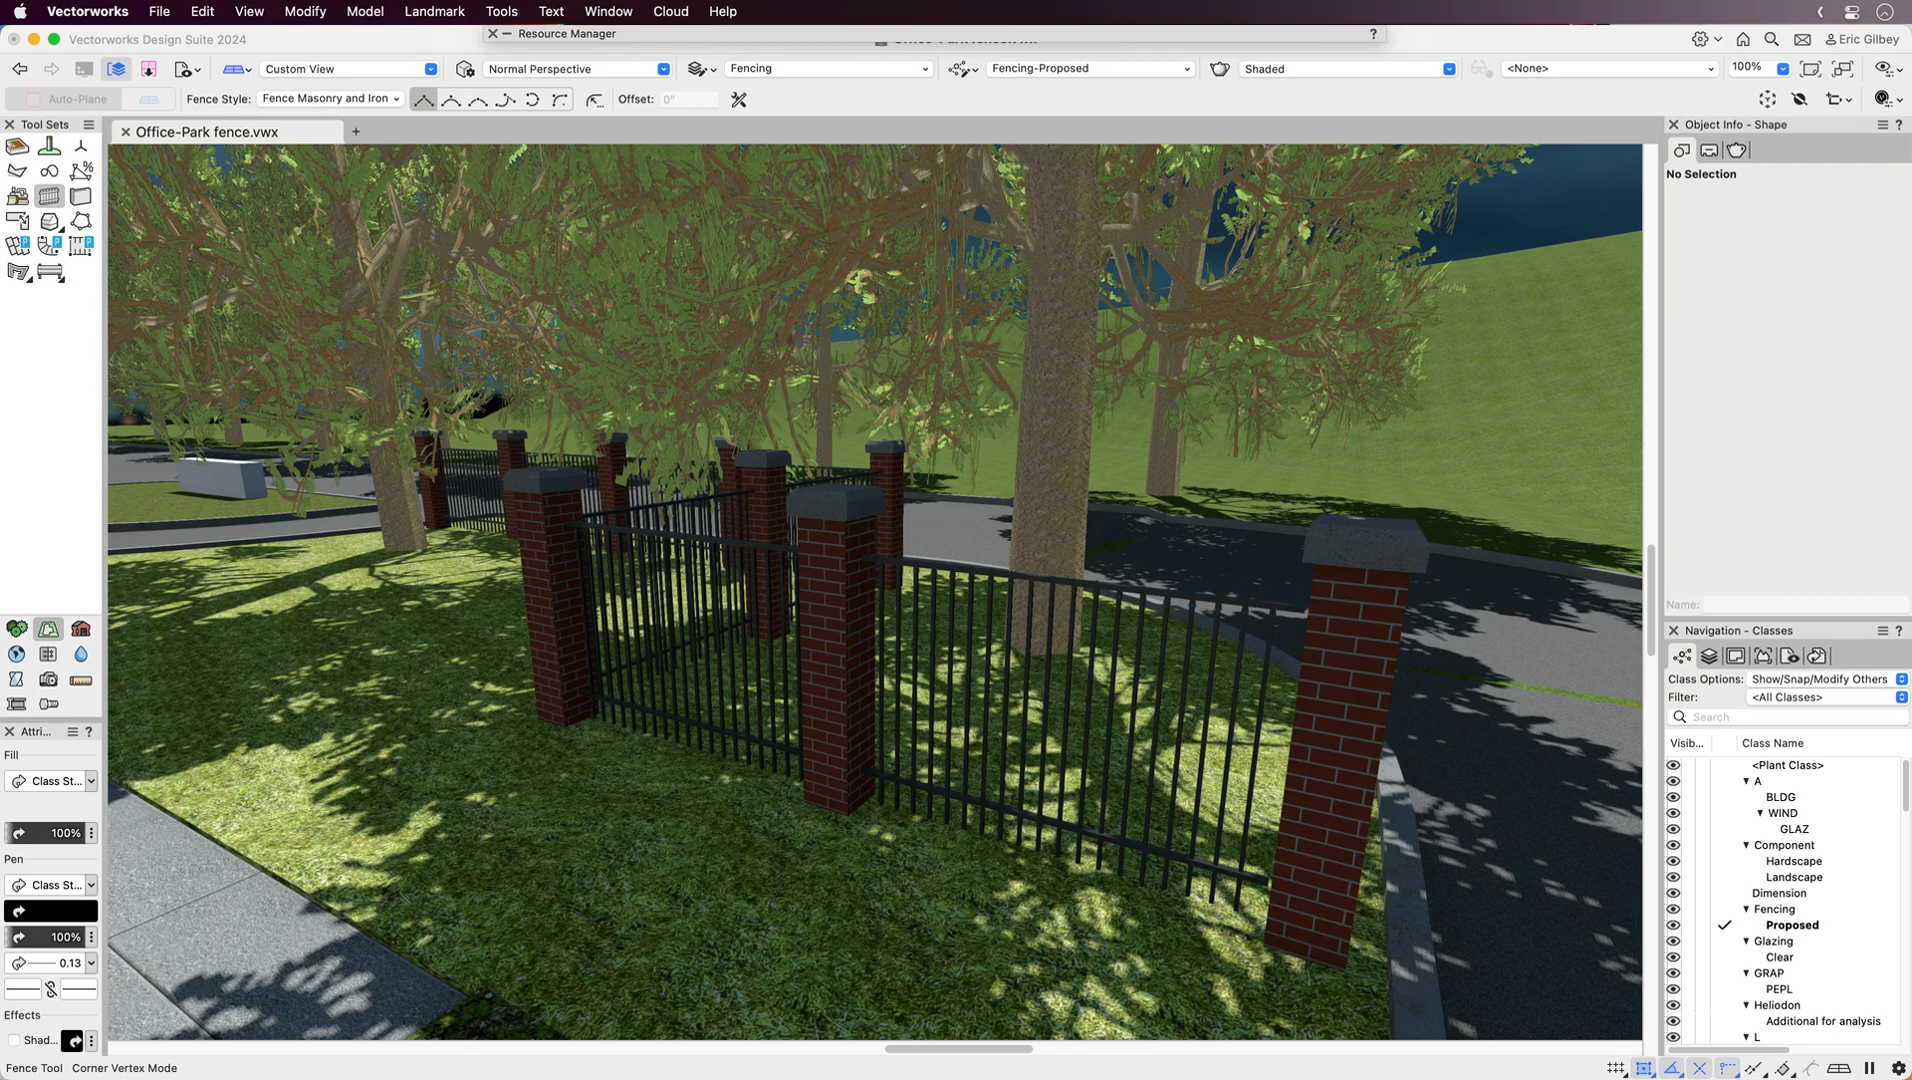 Vectorworks File Edit View Modify Model Landmark Tools Text Window Cloud Help
Vectorworks Design Suite 2024
Resource Manager ?
Eric Gilbey
Custom View Normal Perspective Fencing Fencing-Proposed Shaded <None> 100%
Auto-Plane Fence Style: Fence Masonry and Iron Offset: 0"
Tool Sets
Office-Park fence.vwx +
Object Info - Shape ?
No Selection
P P P
Name:
Navigation - Classes ?
Class Options: Show/Snap/Modify Others
Filter: <All Classes>
Search
Visib... Class Name
<Plant Class>
A
BLDG
WIND
GLAZ
Component
Hardscape
Landscape
Dimension
Fencing
Proposed
Glazing
Clear
GRAP
PEPL
Heliodon
Additional for analysis
L
Attri... ?
Fill
Class St...
100%
Pen
Class St...
100%
0.13
Effects
Shad...
Fence Tool Corner Vertex Mode